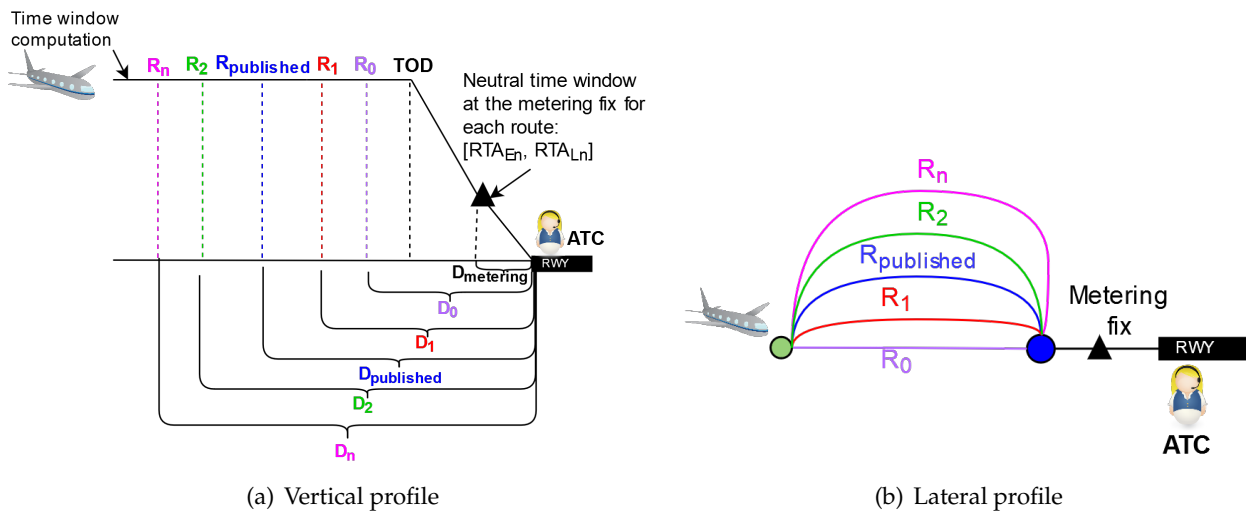 Time window
computation
Rn R2 Rpublished R1 R0 TOD
Neutral time window
at the metering fix for
each route:
[RTAEn, RTALn]
ATC
RWY
Dmetering
D0
D1
Dpublished
D2
Dn
(a) Vertical profile
Rn
R2
Rpublished
R1
R0
Metering
fix
RWY
ATC
(b) Lateral profile